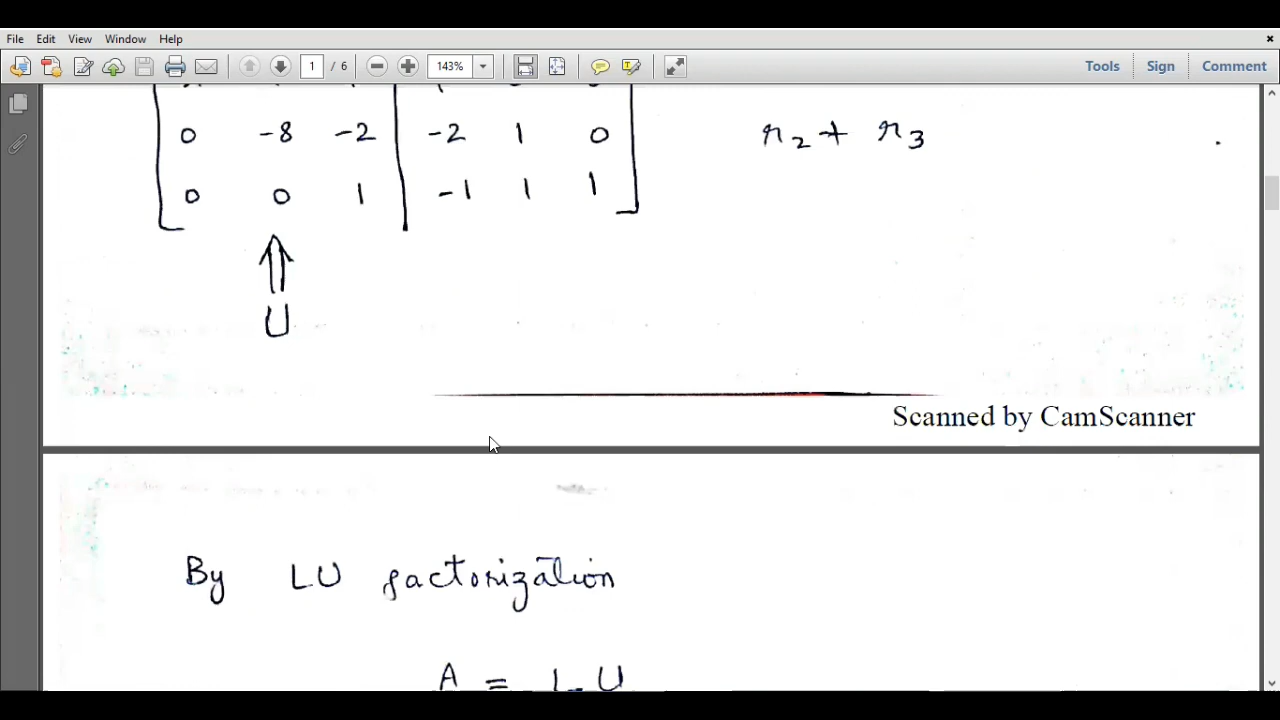 File Edit View Window Help
1 / 6 143% Tools Sign Comment
0 -8 -2 -2 1 0 r₂ + r₃
0 0 1 -1 1 1
U
Scanned by CamScanner
By LU factorization
A = L U